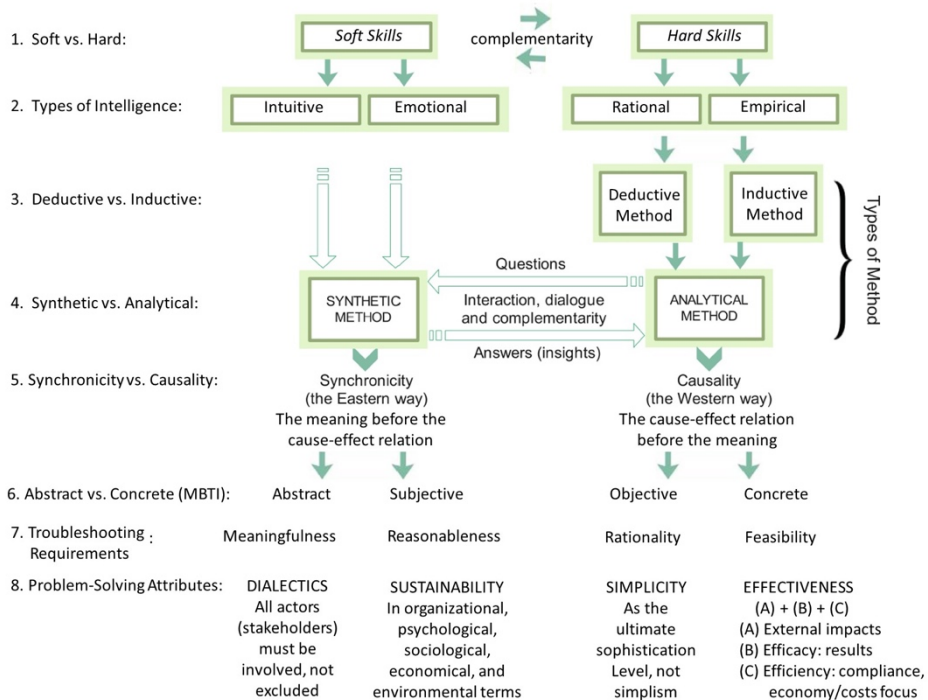 1. Soft vs. Hard:
Soft Skills
complementarity
Hard Skills
2. Types of Intelligence:
Intuitive
Emotional
Rational
Empirical
3. Deductive vs. Inductive:
Deductive
Method
Inductive
Method
Types of Method
Questions
4. Synthetic vs. Analytical:
SYNTHETIC
METHOD
Interaction, dialogue
and complementarity
ANALYTICAL
METHOD
Answers (insights)
5. Synchronicity vs. Causality:
Synchronicity
(the Eastern way)
The meaning before the
cause-effect relation
Causality
(the Western way)
The cause-effect relation
before the meaning
6. Abstract vs. Concrete (MBTI):
Abstract
Subjective
Objective
Concrete
7. Troubleshooting :
Requirements
Meaningfulness
Reasonableness
Rationality
Feasibility
8. Problem-Solving Attributes:
DIALECTICS
All actors
(stakeholders)
must be
involved, not
excluded
SUSTAINABILITY
In organizational,
psychological,
sociological,
economical, and
environmental terms
SIMPLICITY
As the
ultimate
sophistication
Level, not
simplism
EFFECTIVENESS
(A) + (B) + (C)
(A) External impacts
(B) Efficacy: results
(C) Efficiency: compliance,
economy/costs focus